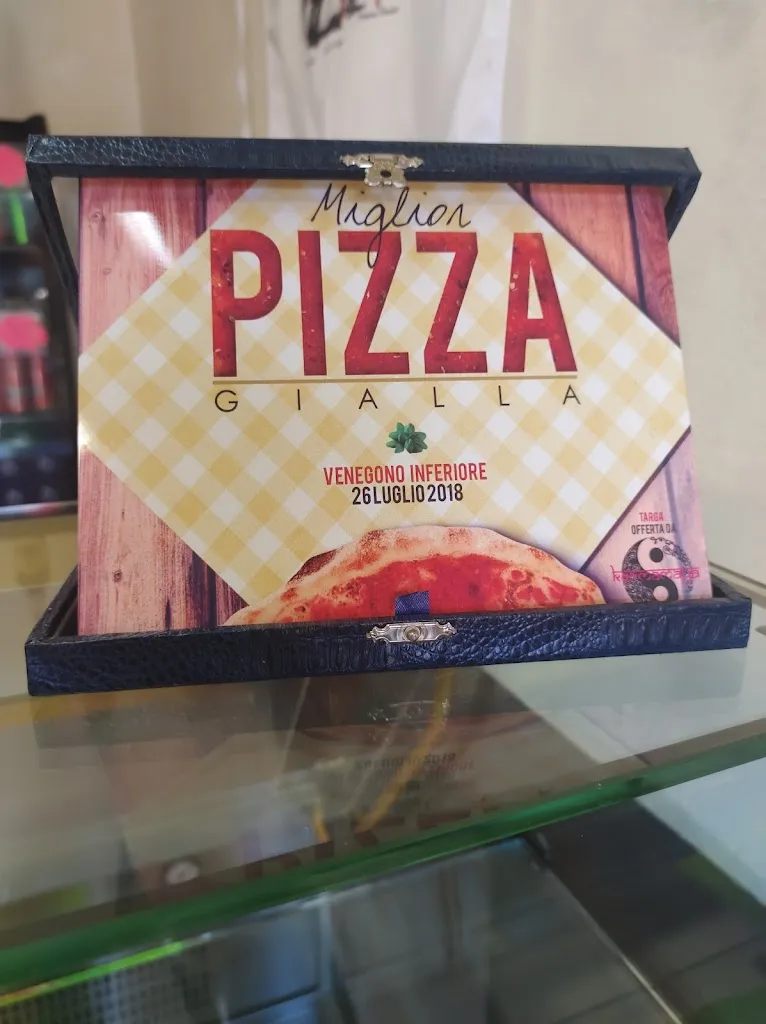 Miglior
PIZZA
GIALLA
VENEGONO INFERIORE
26 LUGLIO 2018
TARGA
OFFERTA DA